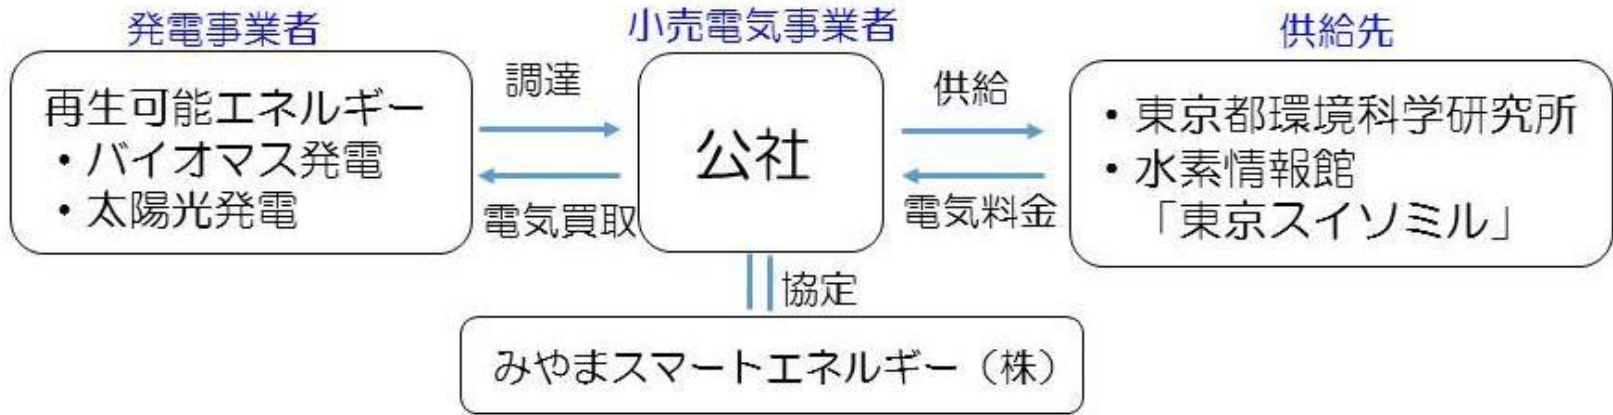 発電事業者
小売電気事業者
供給先
再生可能エネルギー
・バイオマス発電
・太陽光発電
調達
電気買取
公社
供給
電気料金
・東京都環境科学研究所
・水素情報館
「東京スイソミル」
協定
みやまスマートエネルギー（株）